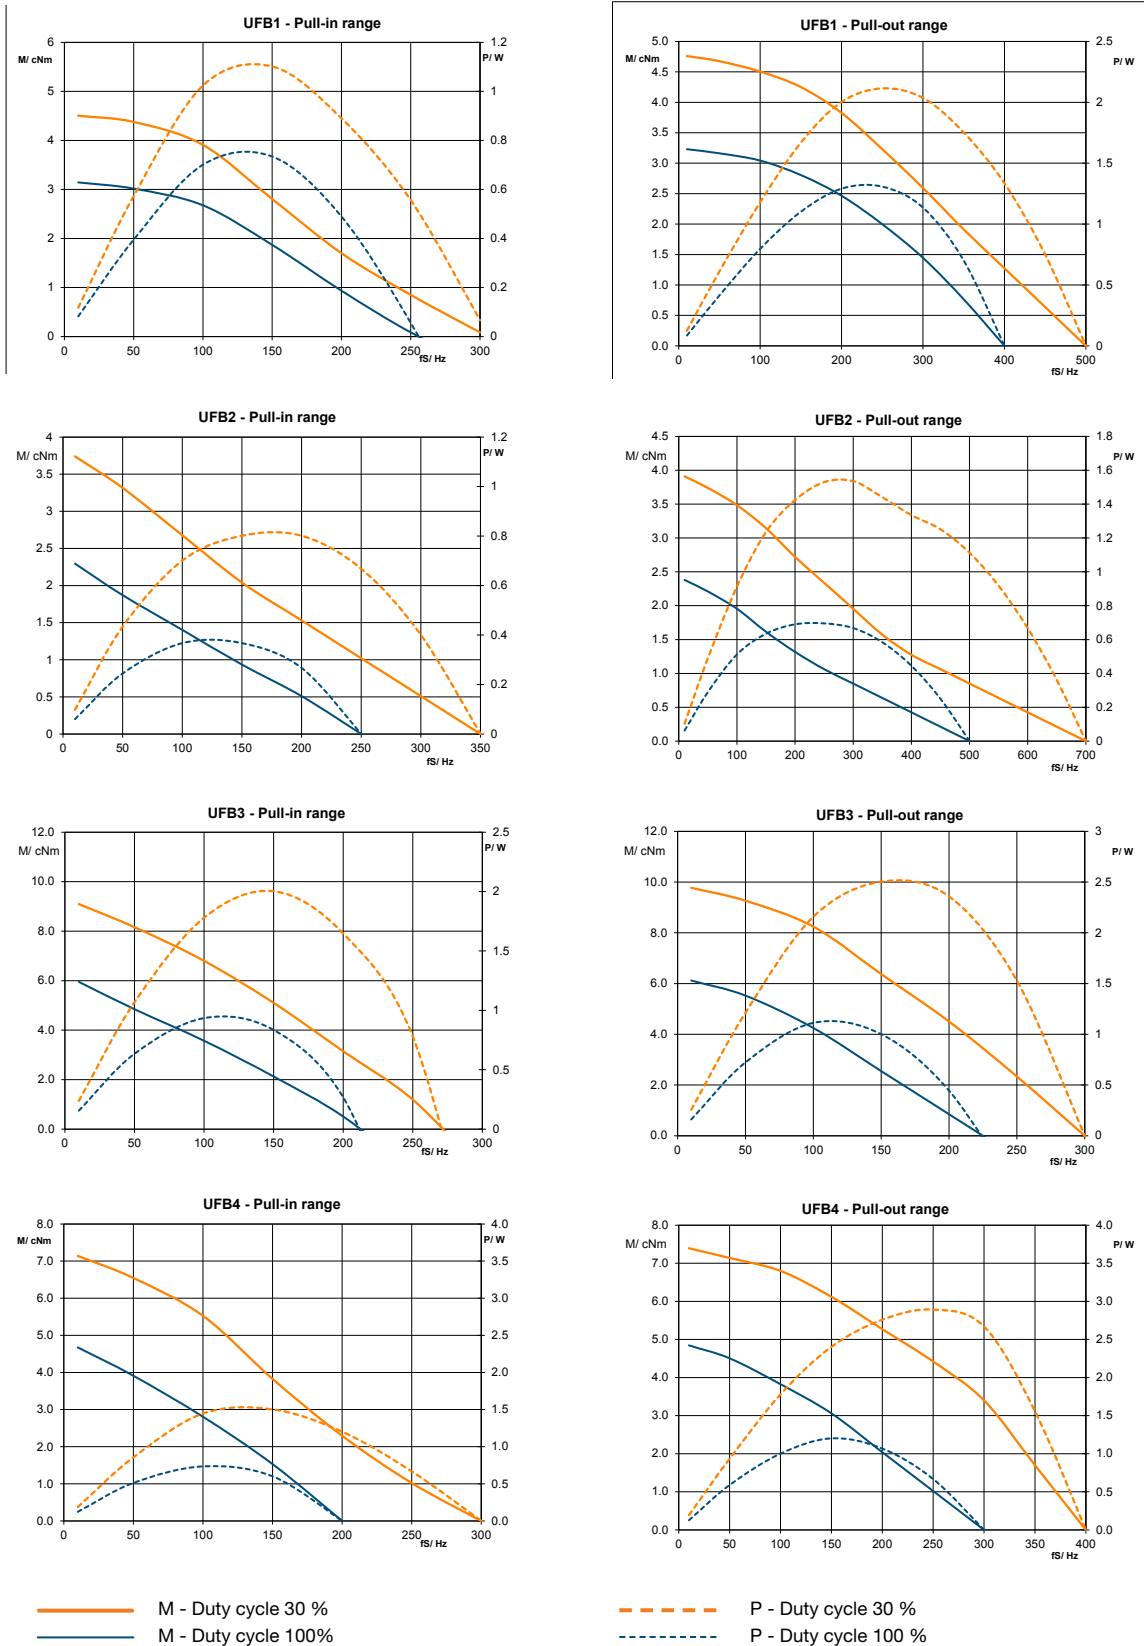 UFB1 - Pull-in range
M/ cNm
P/ W
6
5
4
3
2
1
0
1.2
1
0.8
0.6
0.4
0.2
0
0 50 100 150 200 250 300
fS/ Hz
UFB1 - Pull-out range
M/ cNm
P/ W
5.0
4.5
4.0
3.5
3.0
2.5
2.0
1.5
1.0
0.5
0.0
2.5
2
1.5
1
0.5
0
0 100 200 300 400 500
fS/ Hz
UFB2 - Pull-in range
M/ cNm
P/ W
4
3.5
3
2.5
2
1.5
1
0.5
0
1.2
1
0.8
0.6
0.4
0.2
0
0 50 100 150 200 250 300 350
fS/ Hz
UFB2 - Pull-out range
M/ cNm
P/ W
4.5
4.0
3.5
3.0
2.5
2.0
1.5
1.0
0.5
0.0
1.8
1.6
1.4
1.2
1
0.8
0.6
0.4
0.2
0
0 100 200 300 400 500 600 700
fS/ Hz
UFB3 - Pull-in range
M/ cNm
P/ W
12.0
10.0
8.0
6.0
4.0
2.0
0.0
2.5
2
1.5
1
0.5
0
0 50 100 150 200 250 300
fS/ Hz
UFB3 - Pull-out range
M/ cNm
P/ W
12.0
10.0
8.0
6.0
4.0
2.0
0.0
3
2.5
2
1.5
1
0.5
0
0 50 100 150 200 250 300
fS/ Hz
UFB4 - Pull-in range
M/ cNm
P/ W
8.0
7.0
6.0
5.0
4.0
3.0
2.0
1.0
0.0
4.0
3.5
3.0
2.5
2.0
1.5
1.0
0.5
0.0
0 50 100 150 200 250 300
fS/ Hz
UFB4 - Pull-out range
M/ cNm
P/ W
8.0
7.0
6.0
5.0
4.0
3.0
2.0
1.0
0.0
4.0
3.5
3.0
2.5
2.0
1.5
1.0
0.5
0.0
0 50 100 150 200 250 300 350 400
fS/ Hz
M - Duty cycle 30 %
P - Duty cycle 30 %
M - Duty cycle 100%
P - Duty cycle 100 %